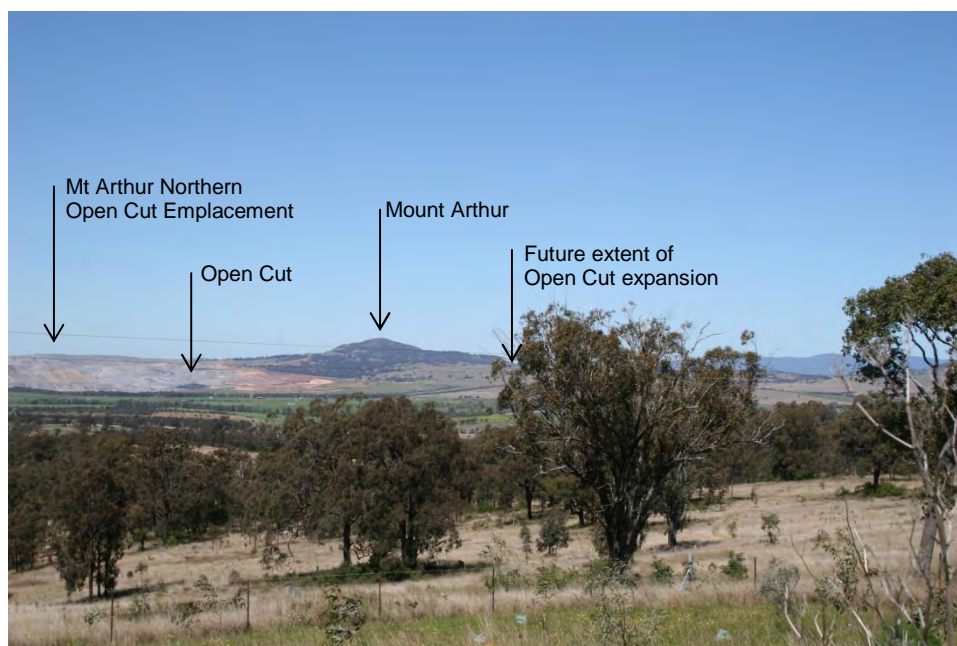 Mt Arthur Northern
Open Cut Emplacement
Open Cut
Mount Arthur
Future extent of
Open Cut expansion